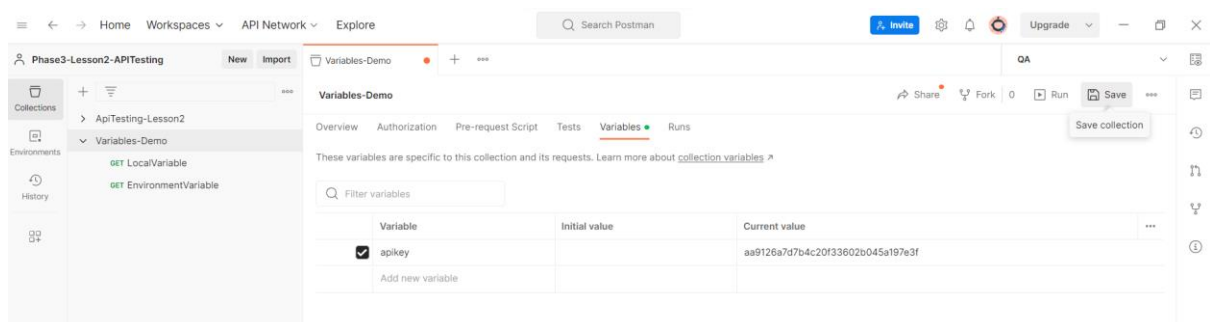 Home Workspaces API Network Explore Search Postman Invite Upgrade
Phase3-Lesson2-APITesting New Import Variables-Demo QA
Collections
Environments
History
ApiTesting-Lesson2
Variables-Demo
GET LocalVariable
GET EnvironmentVariable
Variables-Demo Share Fork 0 Run Save
Save collection
Overview Authorization Pre-request Script Tests Variables Runs
These variables are specific to this collection and its requests. Learn more about collection variables ↗
Filter variables
Variable Initial value Current value
apikey aa9126a7d7b4c20f33602b045a197e3f
Add new variable